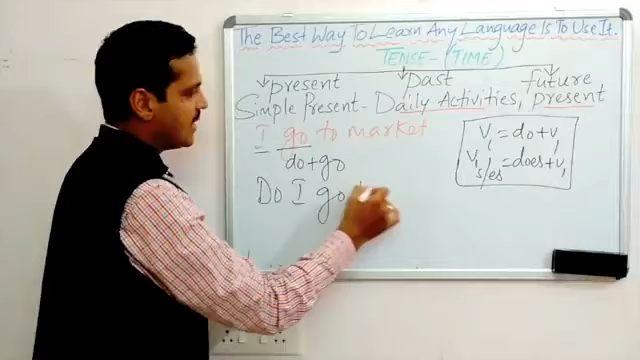 The Best Way To Learn Any Language Is To Use It.
TENSE - (TIME)
present past future
Simple Present - Daily Activities, present
I go to market
do+go
Do I go
V1 = do+V1
V1 s/es = does+V1